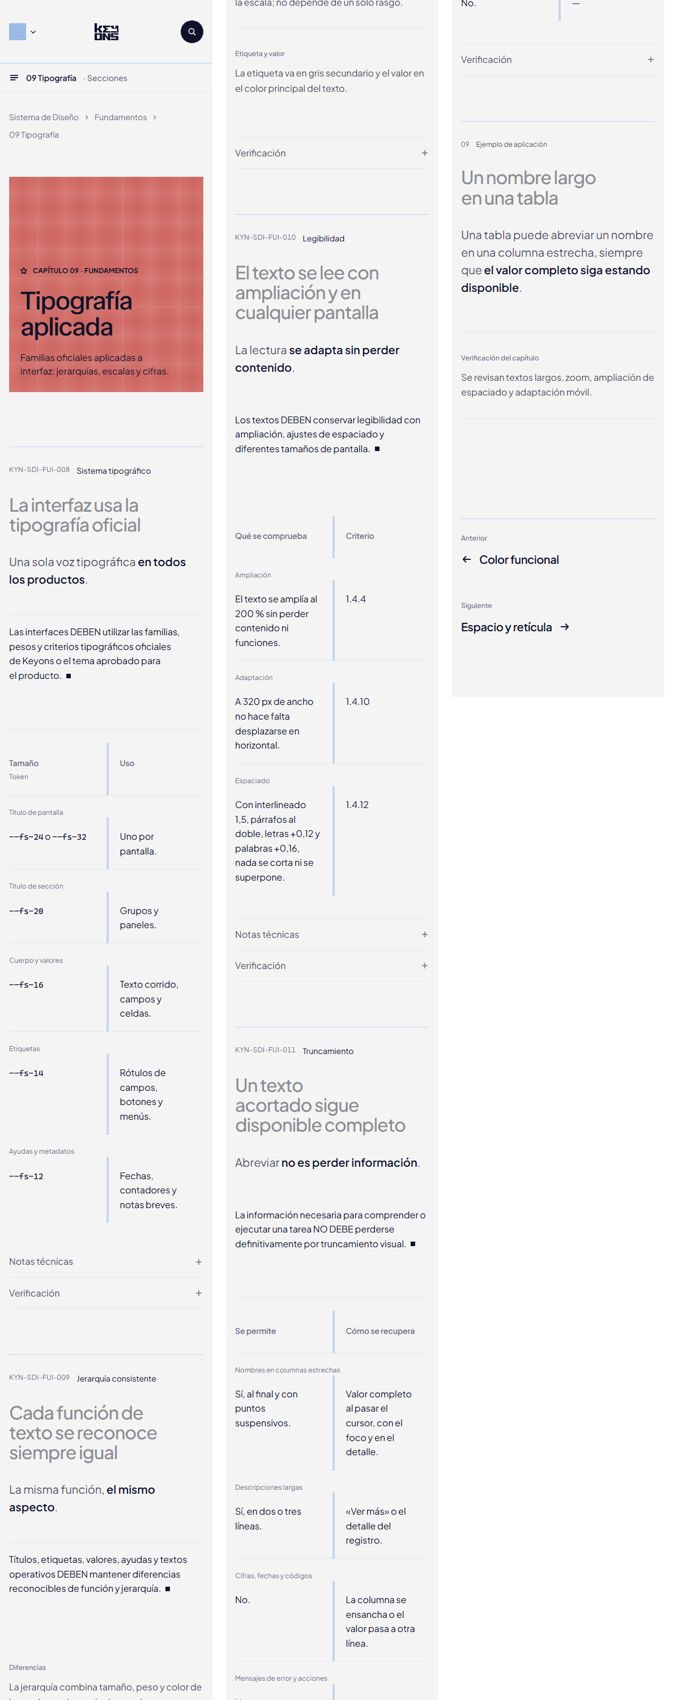 KEYONS
09 Tipografía · Secciones
Sistema de Diseño > Fundamentos >
09 Tipografía
CAPÍTULO 09 · FUNDAMENTOS
Tipografía
aplicada
Familias oficiales aplicadas a
interfaz: jerarquías, escalas y cifras.
KYN-SDI-FUI-008 Sistema tipográfico
La interfaz usa la
tipografía oficial
Una sola voz tipográfica en todos
los productos.
Las interfaces DEBEN utilizar las familias,
pesos y criterios tipográficos oficiales
de Keyons o el tema aprobado para
el producto.
Tamaño Uso
Token
Título de pantalla
--fs-24 o --fs-32 Uno por
pantalla.
Título de sección
--fs-20 Grupos y
paneles.
Cuerpo y valores
--fs-16 Texto corrido,
campos y
celdas.
Etiquetas
--fs-14 Rótulos de
campos,
botones y
menús.
Ayudas y metadatos
--fs-12 Fechas,
contadores y
notas breves.
Notas técnicas +
Verificación +
KYN-SDI-FUI-009 Jerarquía consistente
Cada función de
texto se reconoce
siempre igual
La misma función, el mismo
aspecto.
Títulos, etiquetas, valores, ayudas y textos
operativos DEBEN mantener diferencias
reconocibles de función y jerarquía.
Diferencias
La jerarquía combina tamaño, peso y color de
la escala; no depende de un solo rasgo.
Etiqueta y valor
La etiqueta va en gris secundario y el valor en
el color principal del texto.
Verificación +
KYN-SDI-FUI-010 Legibilidad
El texto se lee con
ampliación y en
cualquier pantalla
La lectura se adapta sin perder
contenido.
Los textos DEBEN conservar legibilidad con
ampliación, ajustes de espaciado y
diferentes tamaños de pantalla.
Qué se comprueba Criterio
Ampliación
El texto se amplía al 1.4.4
200 % sin perder
contenido ni
funciones.
Adaptación
A 320 px de ancho 1.4.10
no hace falta
desplazarse en
horizontal.
Espaciado
Con interlineado 1.4.12
1,5, párrafos al
doble, letras +0,12 y
palabras +0,16,
nada se corta ni se
superpone.
Notas técnicas +
Verificación +
KYN-SDI-FUI-011 Truncamiento
Un texto
acortado sigue
disponible completo
Abreviar no es perder información.
La información necesaria para comprender o
ejecutar una tarea NO DEBE perderse
definitivamente por truncamiento visual.
Se permite Cómo se recupera
Nombres en columnas estrechas
Sí, al final y con Valor completo
puntos al pasar el
suspensivos. cursor, con el
foco y en el
detalle.
Descripciones largas
Sí, en dos o tres «Ver más» o el
líneas. detalle del
registro.
Cifras, fechas y códigos
No. La columna se
ensancha o el
valor pasa a otra
línea.
Mensajes de error y acciones
No. —
Verificación +
09 Ejemplo de aplicación
Un nombre largo
en una tabla
Una tabla puede abreviar un nombre
en una columna estrecha, siempre
que el valor completo siga estando
disponible.
Verificación del capítulo
Se revisan textos largos, zoom, ampliación de
espaciado y adaptación móvil.
Anterior
← Color funcional
Siguiente
Espacio y retícula →